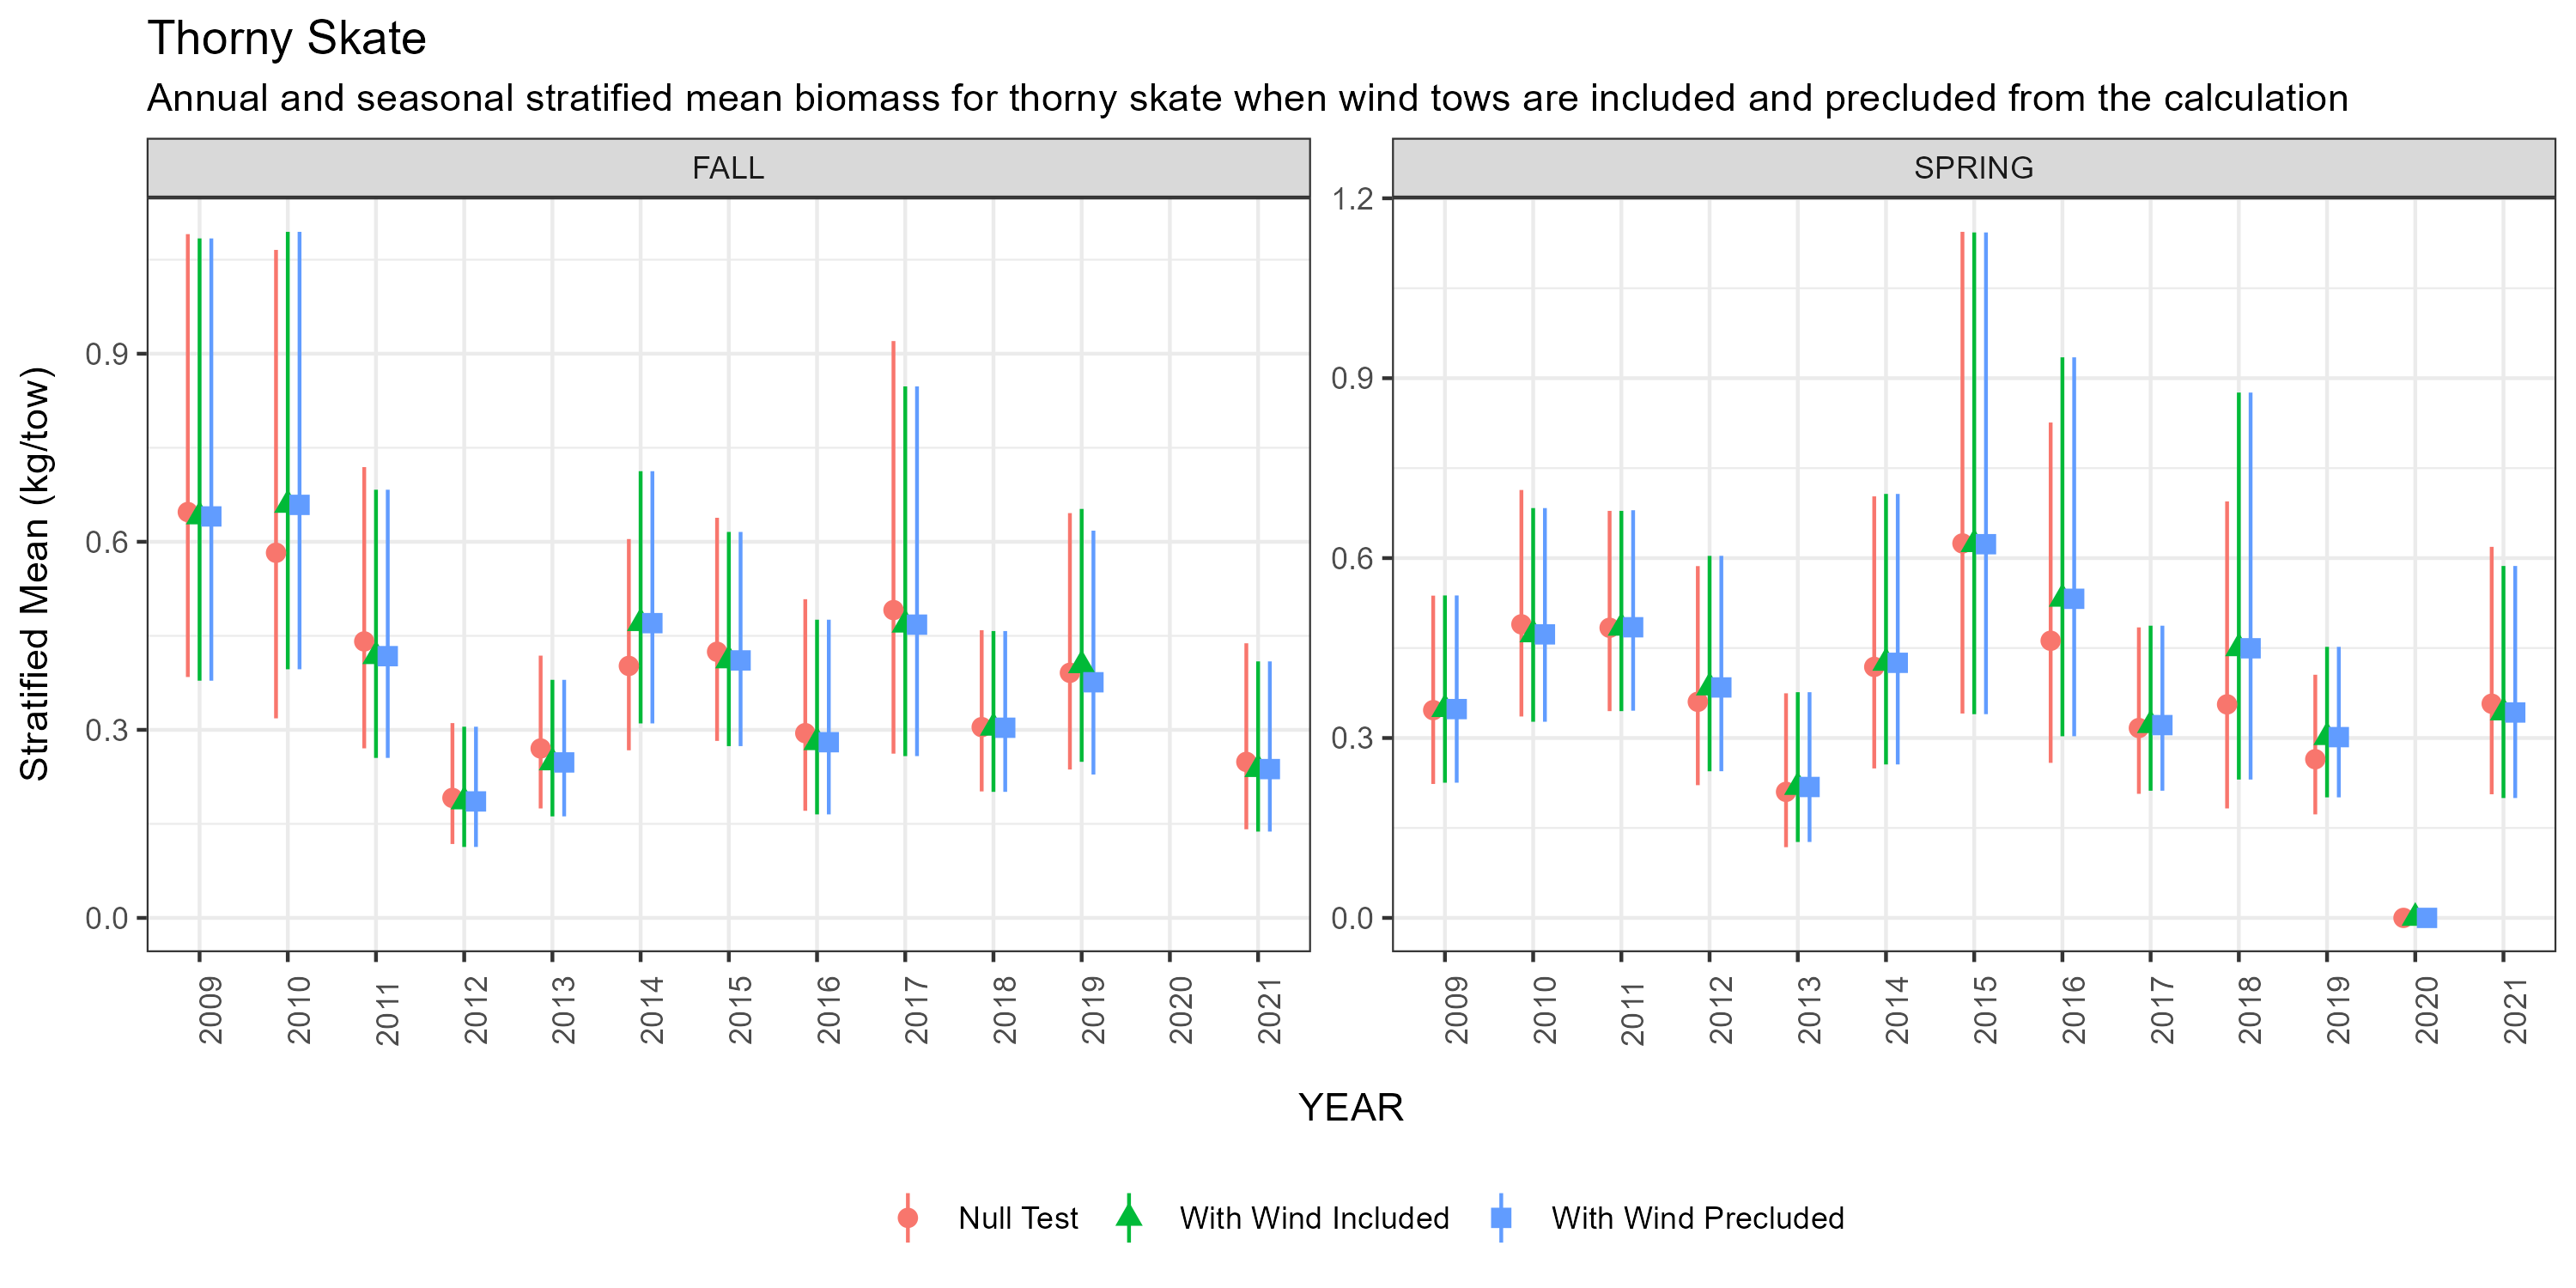 Thorny Skate
Annual and seasonal stratified mean biomass for thorny skate when wind tows are included and precluded from the calculation
FALL
SPRING
Stratified Mean (kg/tow)
0.9
0.6
0.3
0.0
1.2
0.9
0.6
0.3
0.0
2009 2010 2011 2012 2013 2014 2015 2016 2017 2018 2019 2020 2021
2009 2010 2011 2012 2013 2014 2015 2016 2017 2018 2019 2020 2021
YEAR
Null Test
With Wind Included
With Wind Precluded